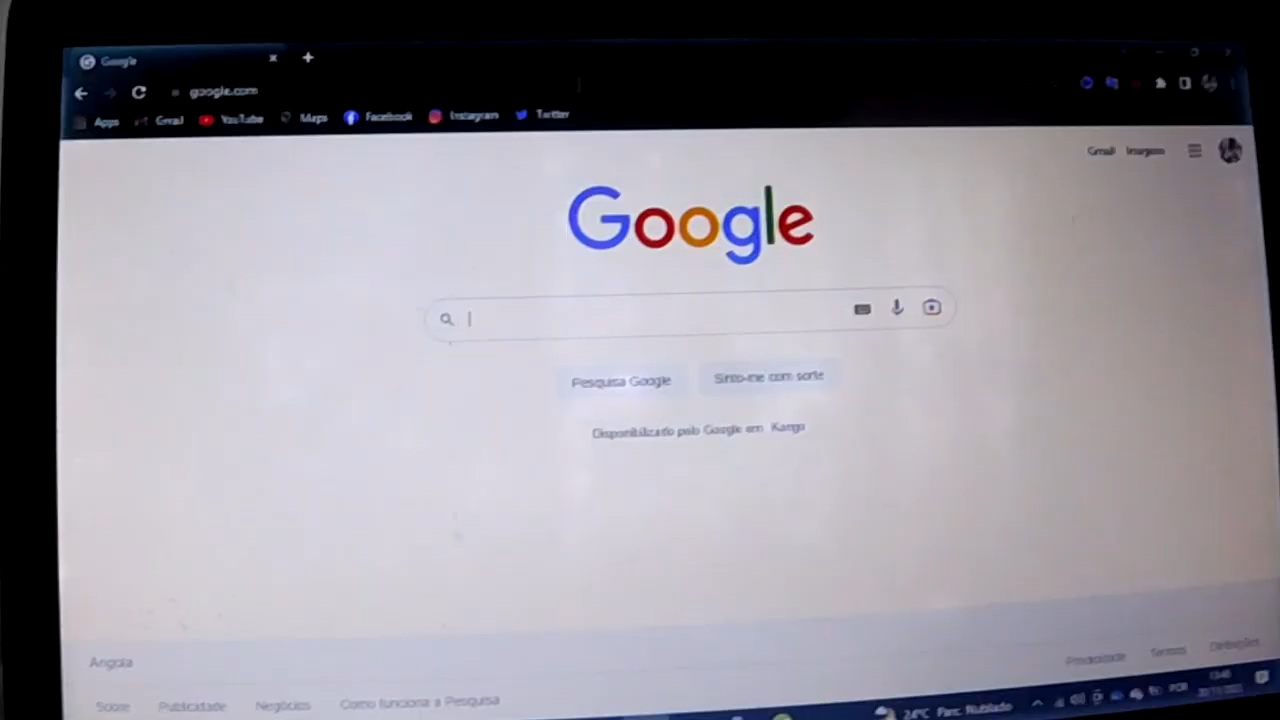 Google
google.com
Apps Gmail YouTube Maps Facebook Instagram Twitter
Gmail Imagens
Google
Pesquisa Google Sinto-me com sorte
Disponibilizado pelo Google em Kongo
Angola
Privacidade Termos Definições
Sobre Publicidade Negócios Como funciona a Pesquisa
24°C Parc. Nublado POR